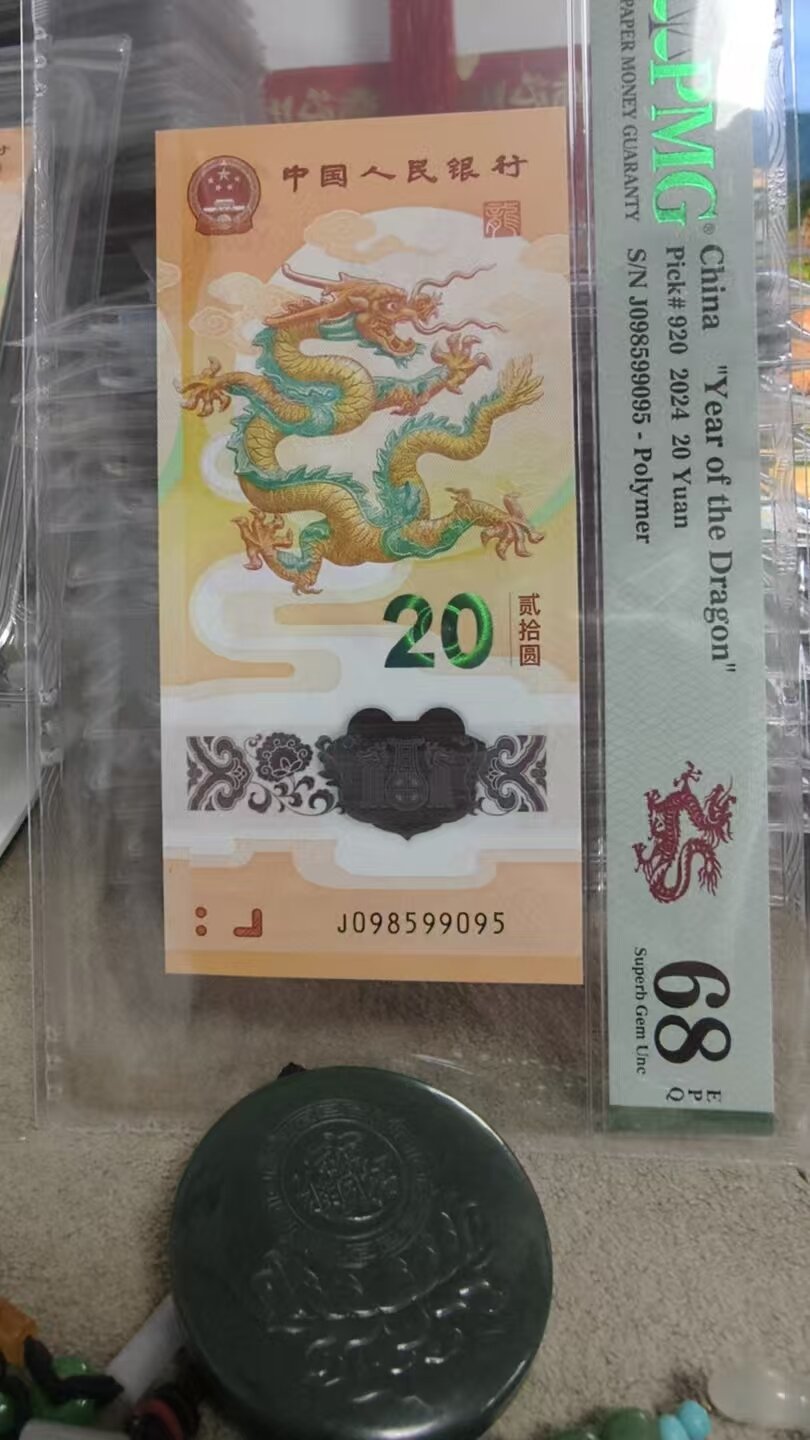 中国人民银行
龍
20
贰拾圆
J098599095
PMG®
PAPER MONEY GUARANTY
China "Year of the Dragon"
Pick# 920 2024 20 Yuan
S/N J098599095 - Polymer
68 EPQ
Superb Gem Unc